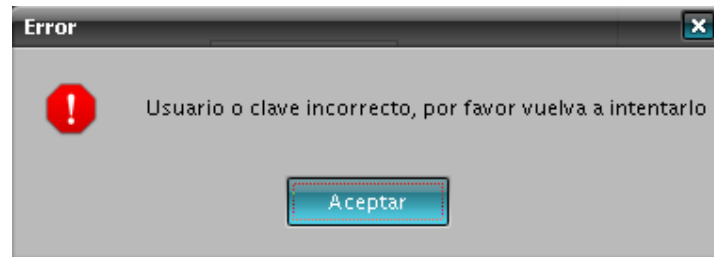 Error
Usuario o clave incorrecto, por favor vuelva a intentarlo
Aceptar